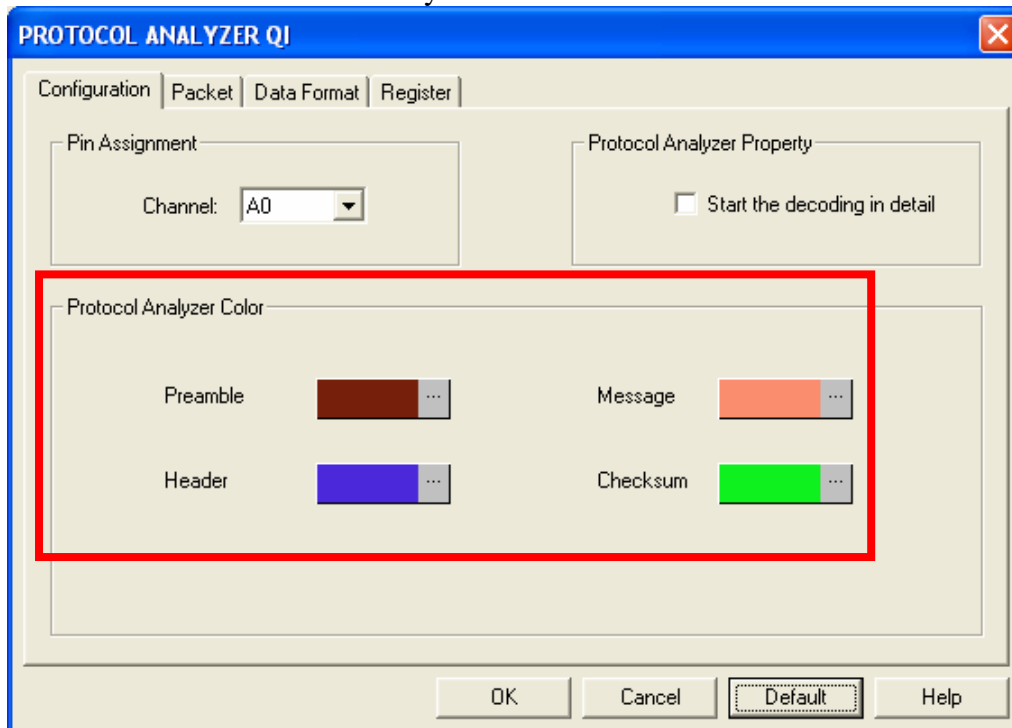 PROTOCOL ANALYZER QI
Configuration Packet Data Format Register
Pin Assignment
Channel: A0
Protocol Analyzer Property
Start the decoding in detail
Protocol Analyzer Color
Preamble ... Message ...
Header ... Checksum ...
OK Cancel Default Help